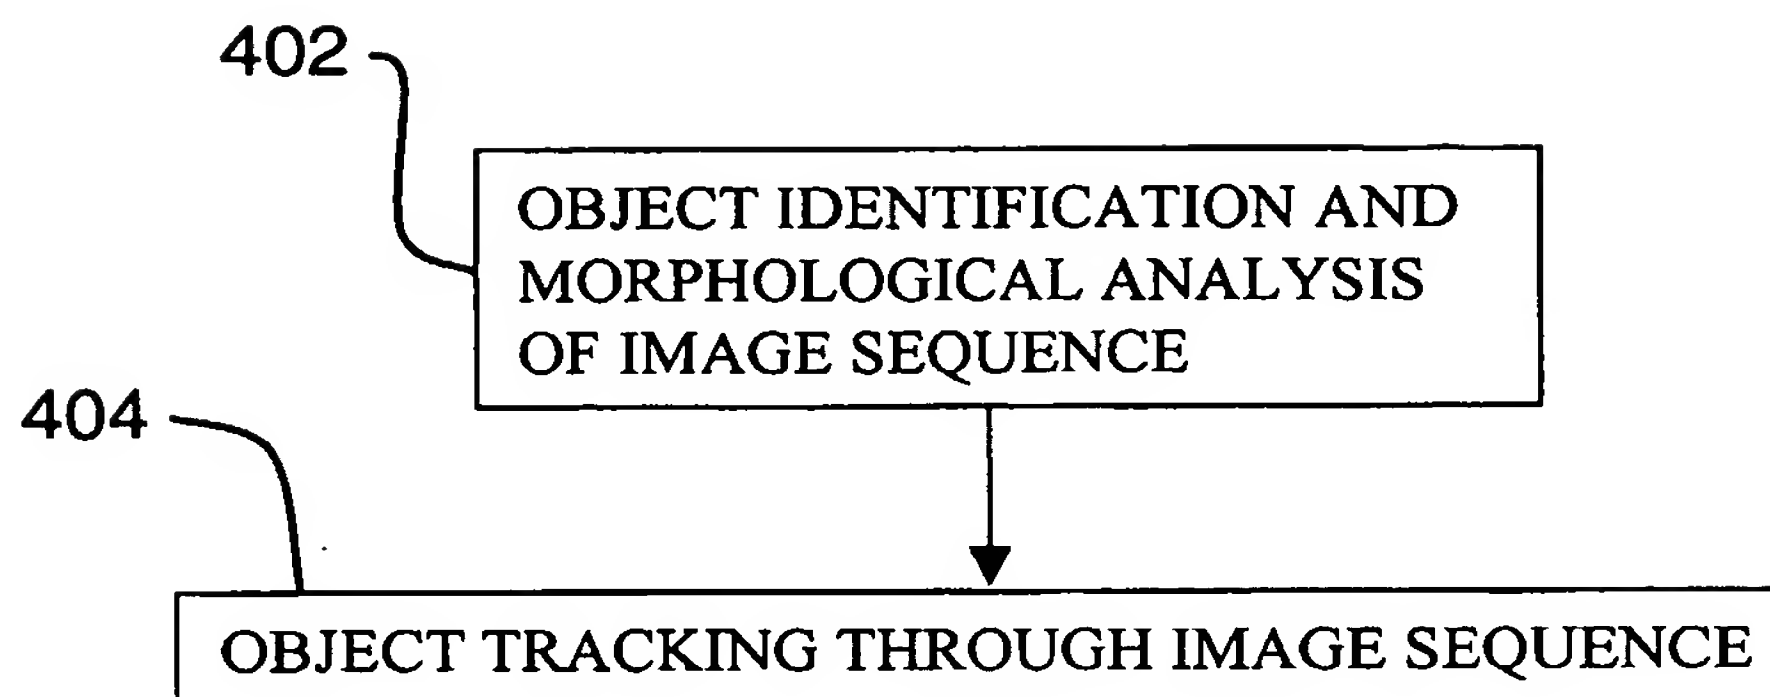 402
OBJECT IDENTIFICATION AND
MORPHOLOGICAL ANALYSIS
OF IMAGE SEQUENCE
404
OBJECT TRACKING THROUGH IMAGE SEQUENCE